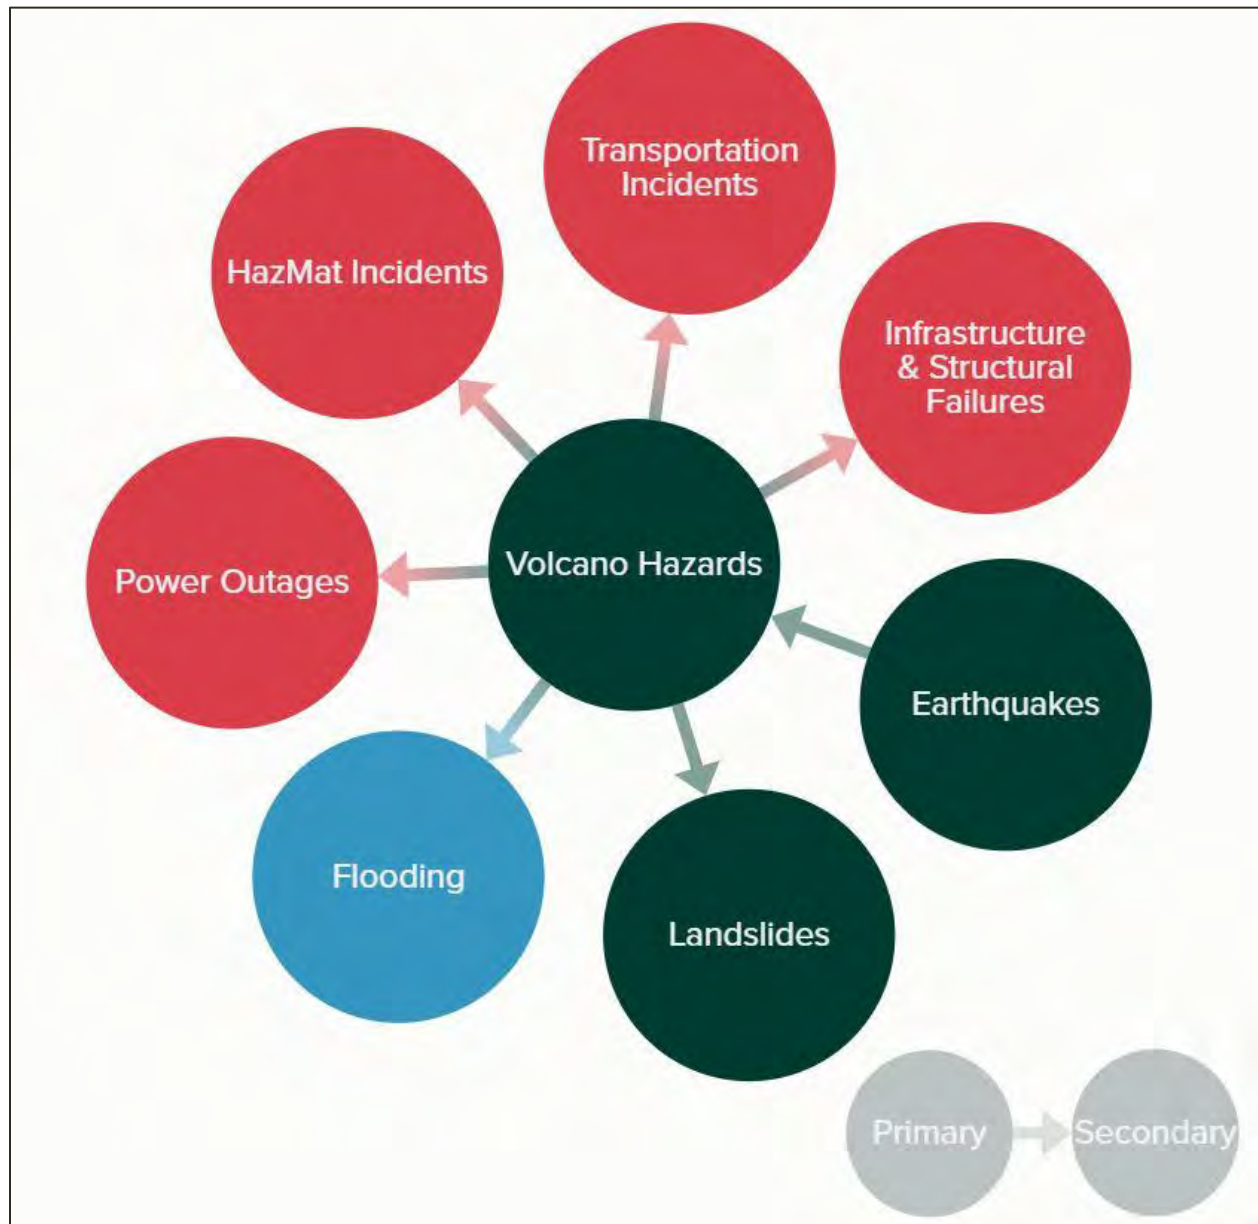 Transportation
Incidents
HazMat Incidents
Infrastructure
& Structural
Failures
Volcano Hazards
Power Outages
Earthquakes
Flooding
Landslides
Primary
Secondary